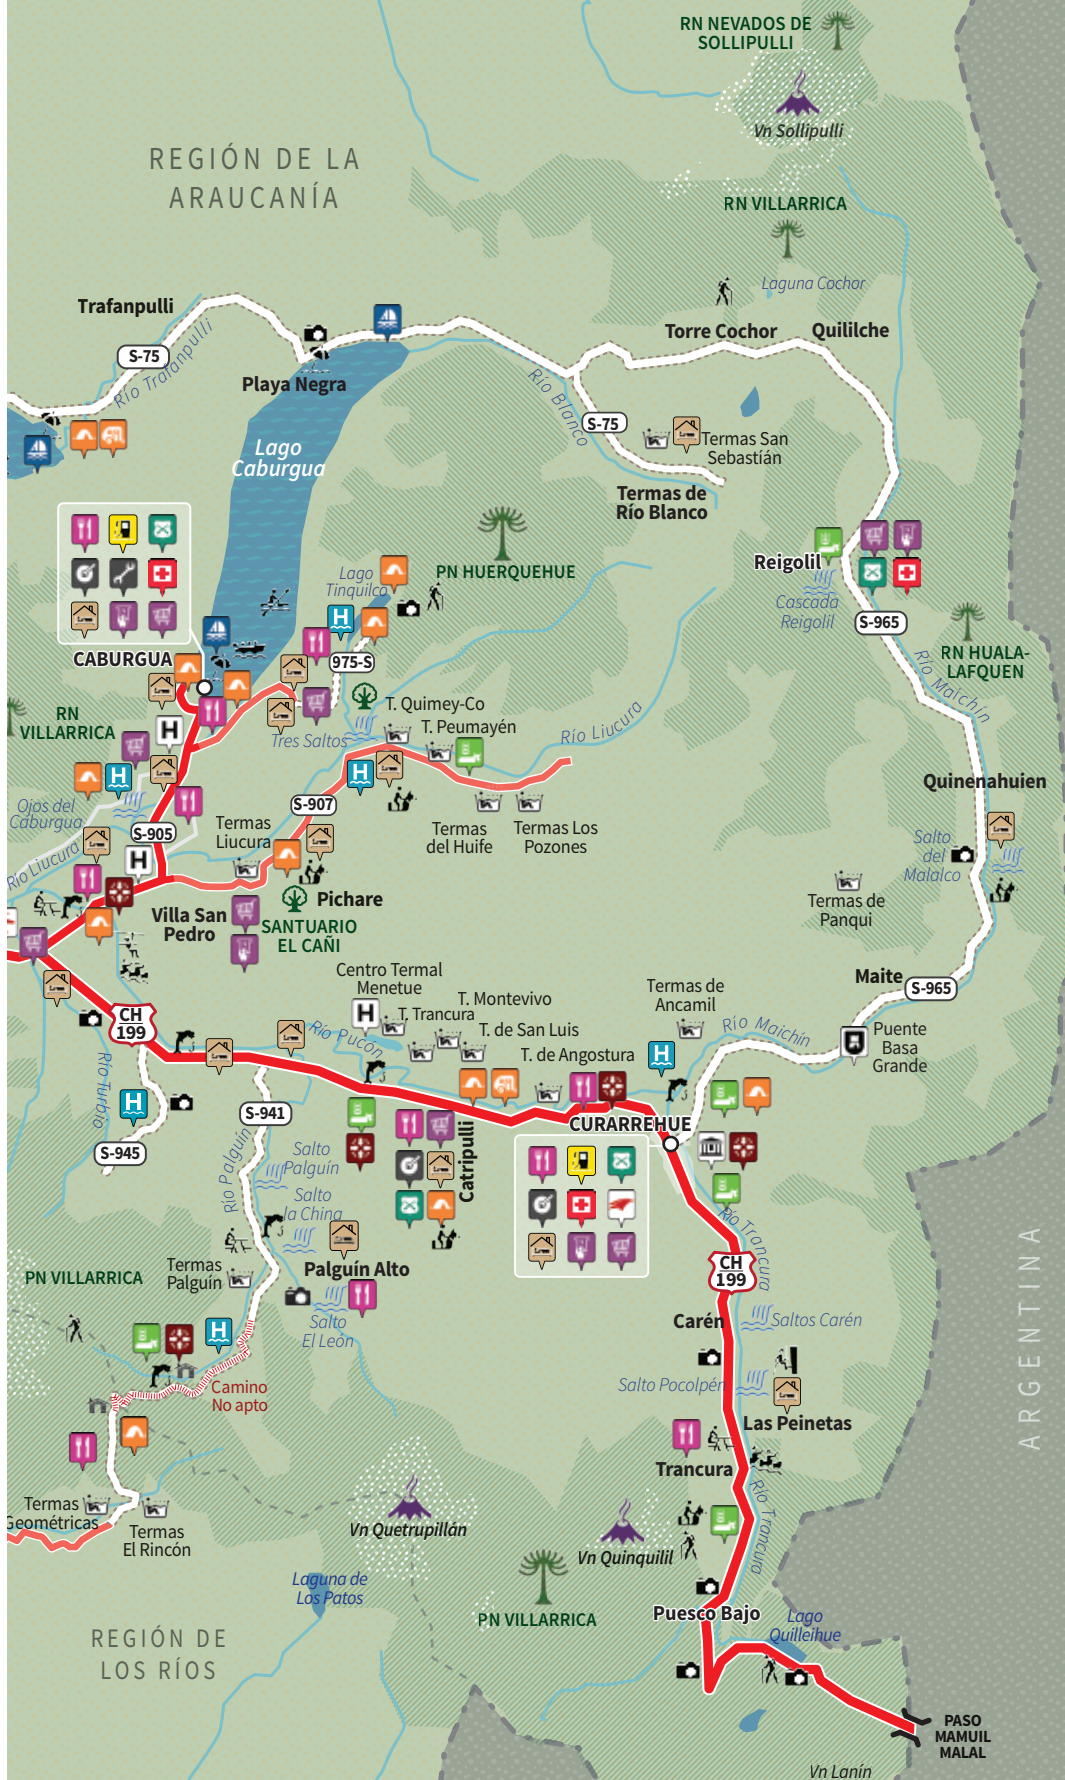 RN NEVADOS DE
SOLLIPULLI
Vn Sollipulli
REGIÓN DE LA
ARAUCANÍA
RN VILLARRICA
Laguna Cochor
Trafanpulli
Torre Cochor
Quililche
S-75
Río Trafanpulli
Playa Negra
Río Blanco
S-75
Lago
Caburgua
Termas San
Sebastián
Termas de
Río Blanco
Reigolil
PN HUERQUEHUE
Lago
Tinquilco
Cascada
Reigolil
S-965
CABURGUA
975-S
RN HUALA-
LAFQUEN
Río Maichín
RN
VILLARRICA
T. Quimey-Co
T. Peumayén
Río Liucura
Tres Saltos
H
H
H
H
Quinenahuien
Ojos del
Caburgua
S-907
S-905
Termas
Liucura
Termas
del Huife
Termas Los
Pozones
Salto
del
Malalco
Río Liucura
H
Termas de
Panqui
Pichare
Villa San
Pedro
SANTUARIO
EL CAÑI
Maite
S-965
Centro Termal
Menetue
H
T. Montevivo
T. Trancura
T. de San Luis
T. de Angostura
Termas de
Ancamil
H
Río Maichín
Puente
Basa
Grande
CH
199
Río Pucón
Río Turbio
H
S-945
S-941
CURARREHUE
Catripulli
Río Palguín
Salto
Palguín
Salto
la China
Río Trancura
Palguín Alto
Termas
Palguín
PN VILLARRICA
CH
199
ARGENTINA
Salto
El León
H
Carén
Saltos Carén
Camino
No apto
Salto Pocolpén
Las Peinetas
Trancura
Río Trancura
Termas
Geométricas
Termas
El Rincón
Vn Quetrupillán
Vn Quinquilil
Laguna de
Los Patos
PN VILLARRICA
Puesco Bajo
Lago
Quilleihue
REGIÓN DE
LOS RÍOS
PASO
MAMUIL
MALAL
Vn Lanín